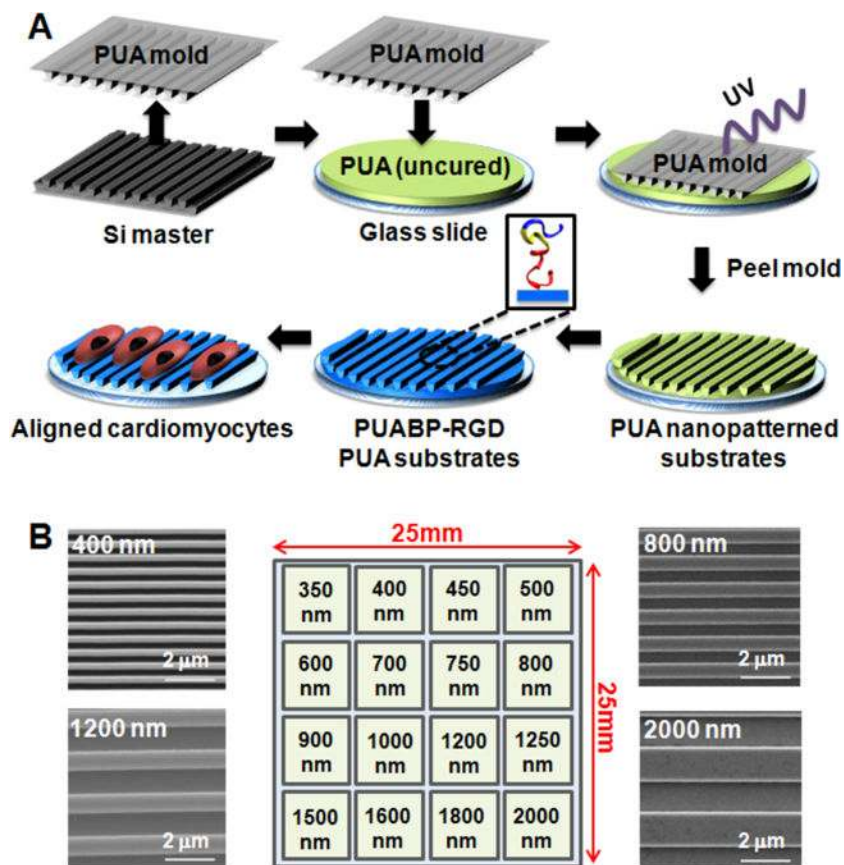 A
PUA mold
PUA mold
UV
PUA (uncured)
PUA mold
Si master
Glass slide
Peel mold
Aligned cardiomyocytes
PUABP-RGD
PUA substrates
PUA nanopatterned
substrates
B
400 nm
2 μm
1200 nm
2 μm
25mm
350
nm
400
nm
450
nm
500
nm
600
nm
700
nm
750
nm
800
nm
900
nm
1000
nm
1200
nm
1250
nm
1500
nm
1600
nm
1800
nm
2000
nm
25mm
800 nm
2 μm
2000 nm
2 μm